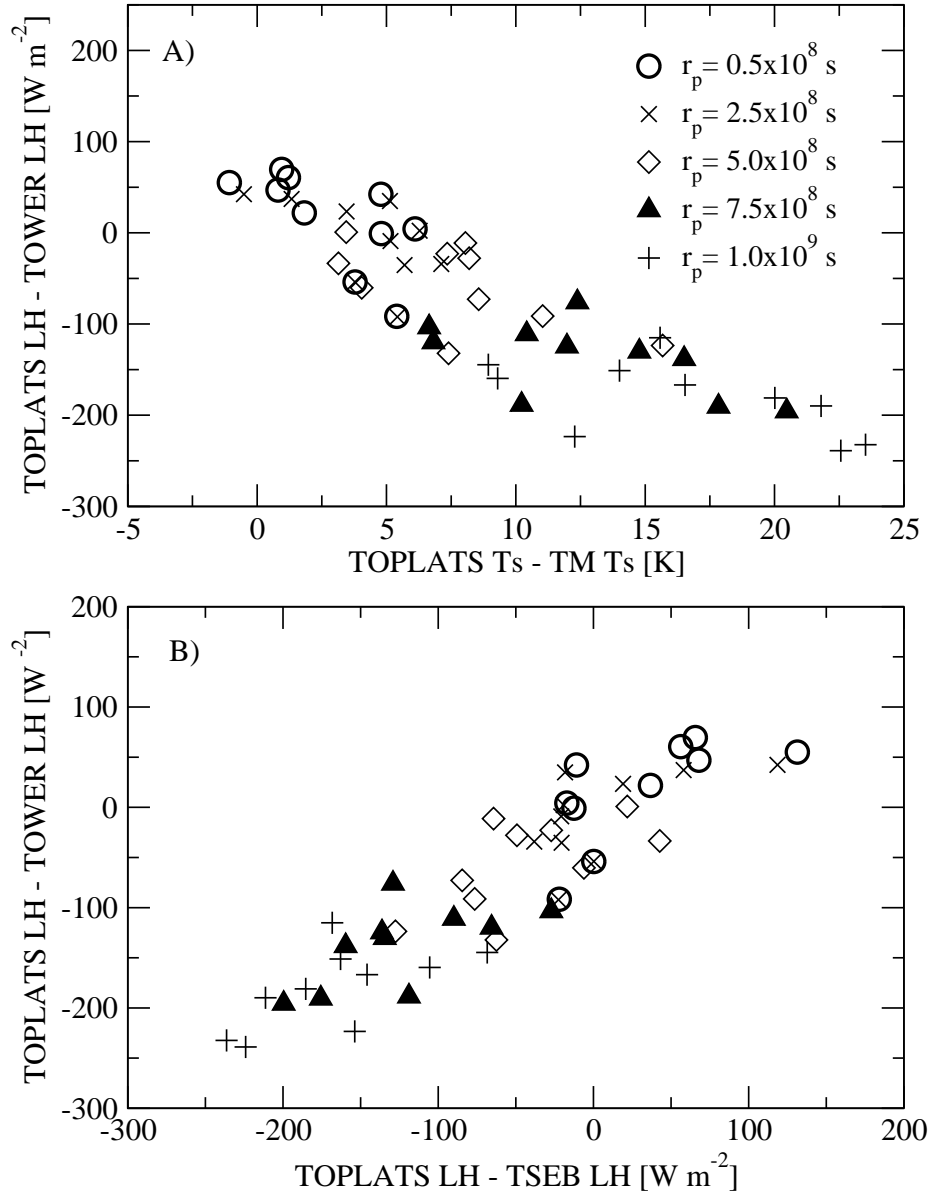 A)
r_p= 0.5x10^8 s
r_p= 2.5x10^8 s
r_p= 5.0x10^8 s
r_p= 7.5x10^8 s
r_p= 1.0x10^9 s
TOPLATS LH - TOWER LH [W m^-2]
200
100
0
-100
-200
-300
-5 0 5 10 15 20 25
TOPLATS Ts - TM Ts [K]
B)
TOPLATS LH - TOWER LH [W^-2]
200
100
0
-100
-200
-300
-300 -200 -100 0 100 200
TOPLATS LH - TSEB LH [W m^-2]